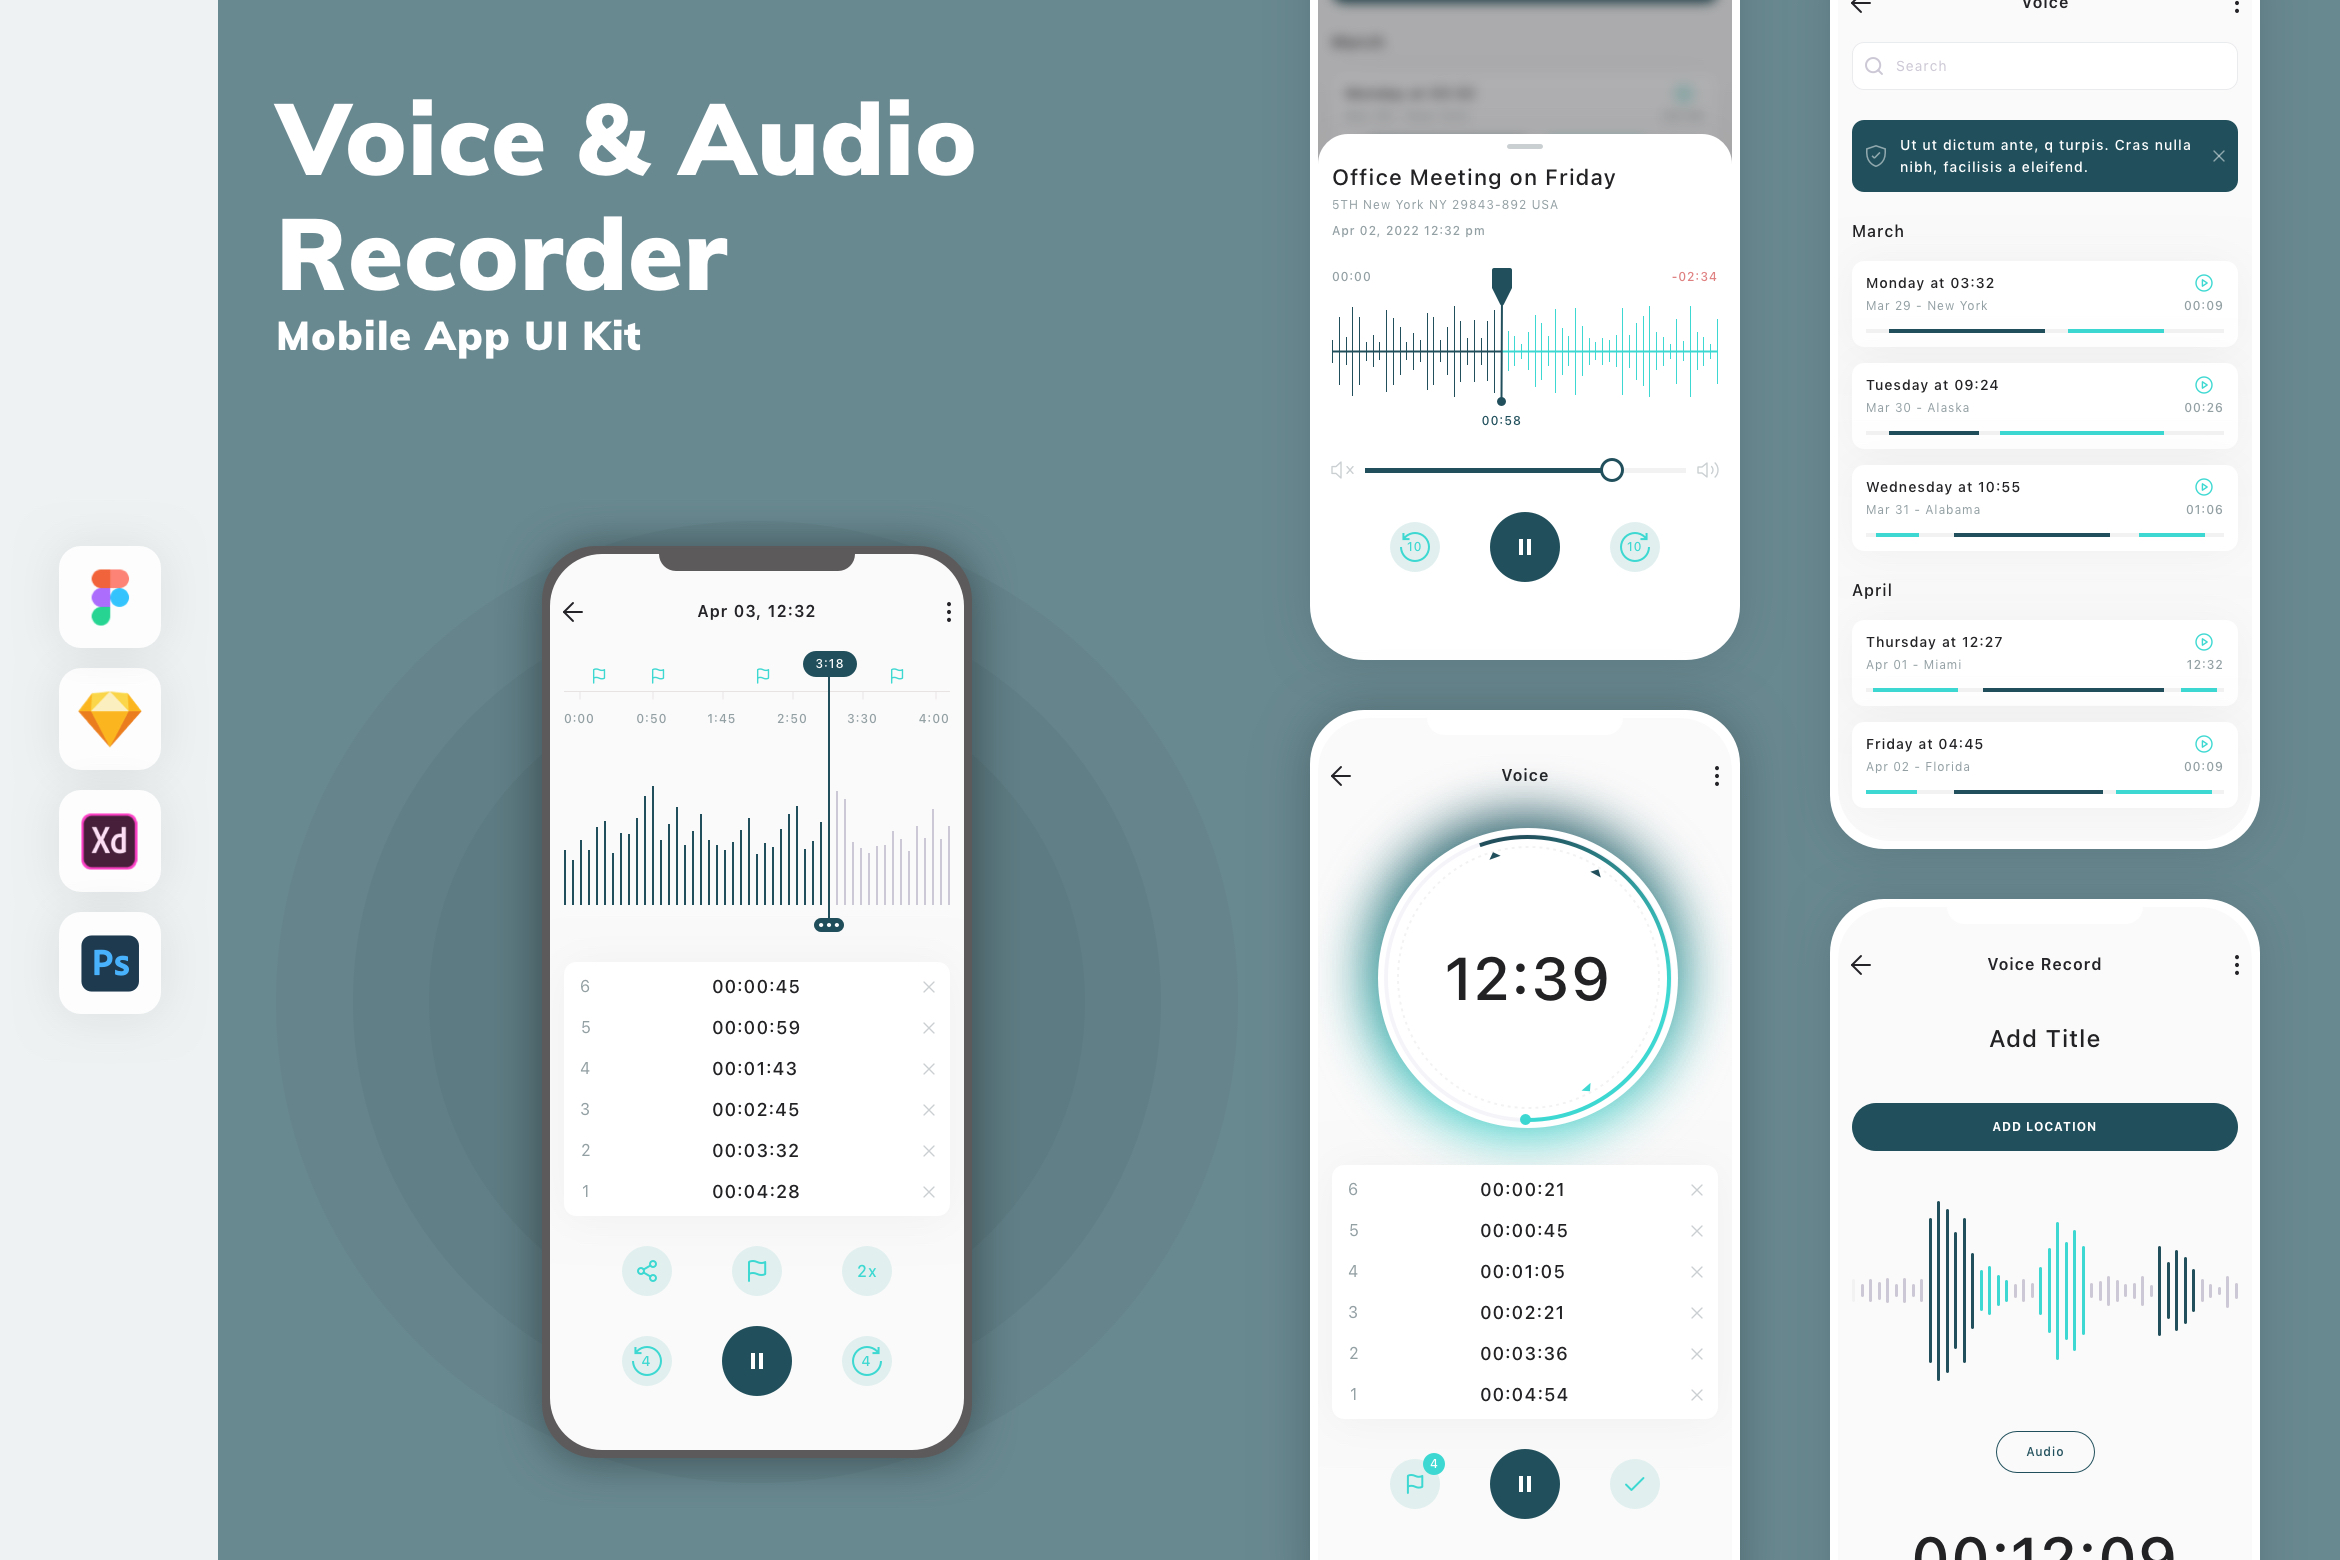 Voice & Audio
Recorder
Mobile App UI Kit
Xd
Ps
Apr 03, 12:32
3:18
0:00 0:50 1:45 2:50 3:30 4:00
6 00:00:45
5 00:00:59
4 00:01:43
3 00:02:45
2 00:03:32
1 00:04:28
2x
4 4
March
Monday at 03:32
Office Meeting on Friday
5TH New York NY 29843-892 USA
Apr 02, 2022 12:32 pm
00:00 -02:34
00:58
10 10
Voice
12:39
6 00:00:21
5 00:00:45
4 00:01:05
3 00:02:21
2 00:03:36
1 00:04:54
4
Voice
Search
Ut ut dictum ante, q turpis. Cras nulla
nibh, facilisis a eleifend.
March
Monday at 03:32
Mar 29 - New York 00:09
Tuesday at 09:24
Mar 30 - Alaska 00:26
Wednesday at 10:55
Mar 31 - Alabama 01:06
April
Thursday at 12:27
Apr 01 - Miami 12:32
Friday at 04:45
Apr 02 - Florida 00:09
Voice Record
Add Title
ADD LOCATION
Audio
00:12:09